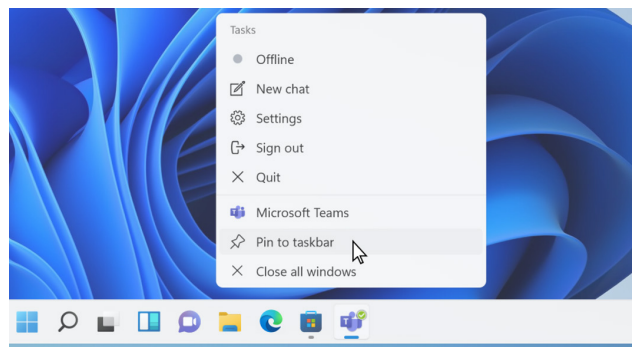 Tasks
Offline
New chat
Settings
Sign out
Quit
Microsoft Teams
Pin to taskbar
Close all windows